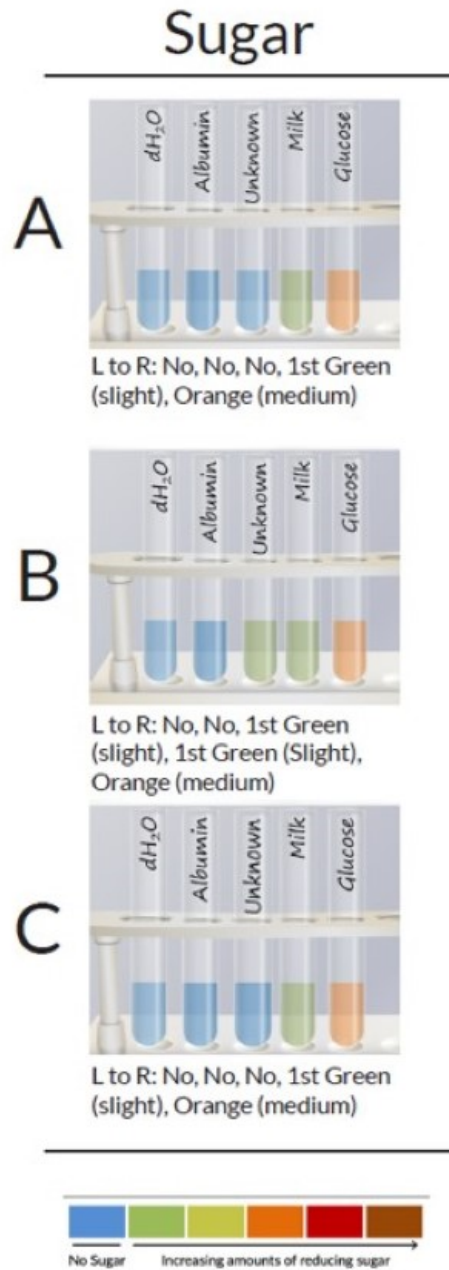 Sugar
A
dH₂O Albumin Unknown Milk Glucose
L to R: No, No, No, 1st Green
(slight), Orange (medium)
B
dH₂O Albumin Unknown Milk Glucose
L to R: No, No, 1st Green
(slight), 1st Green (Slight),
Orange (medium)
C
dH₂O Albumin Unknown Milk Glucose
L to R: No, No, No, 1st Green
(slight), Orange (medium)
No Sugar Increasing amounts of reducing sugar